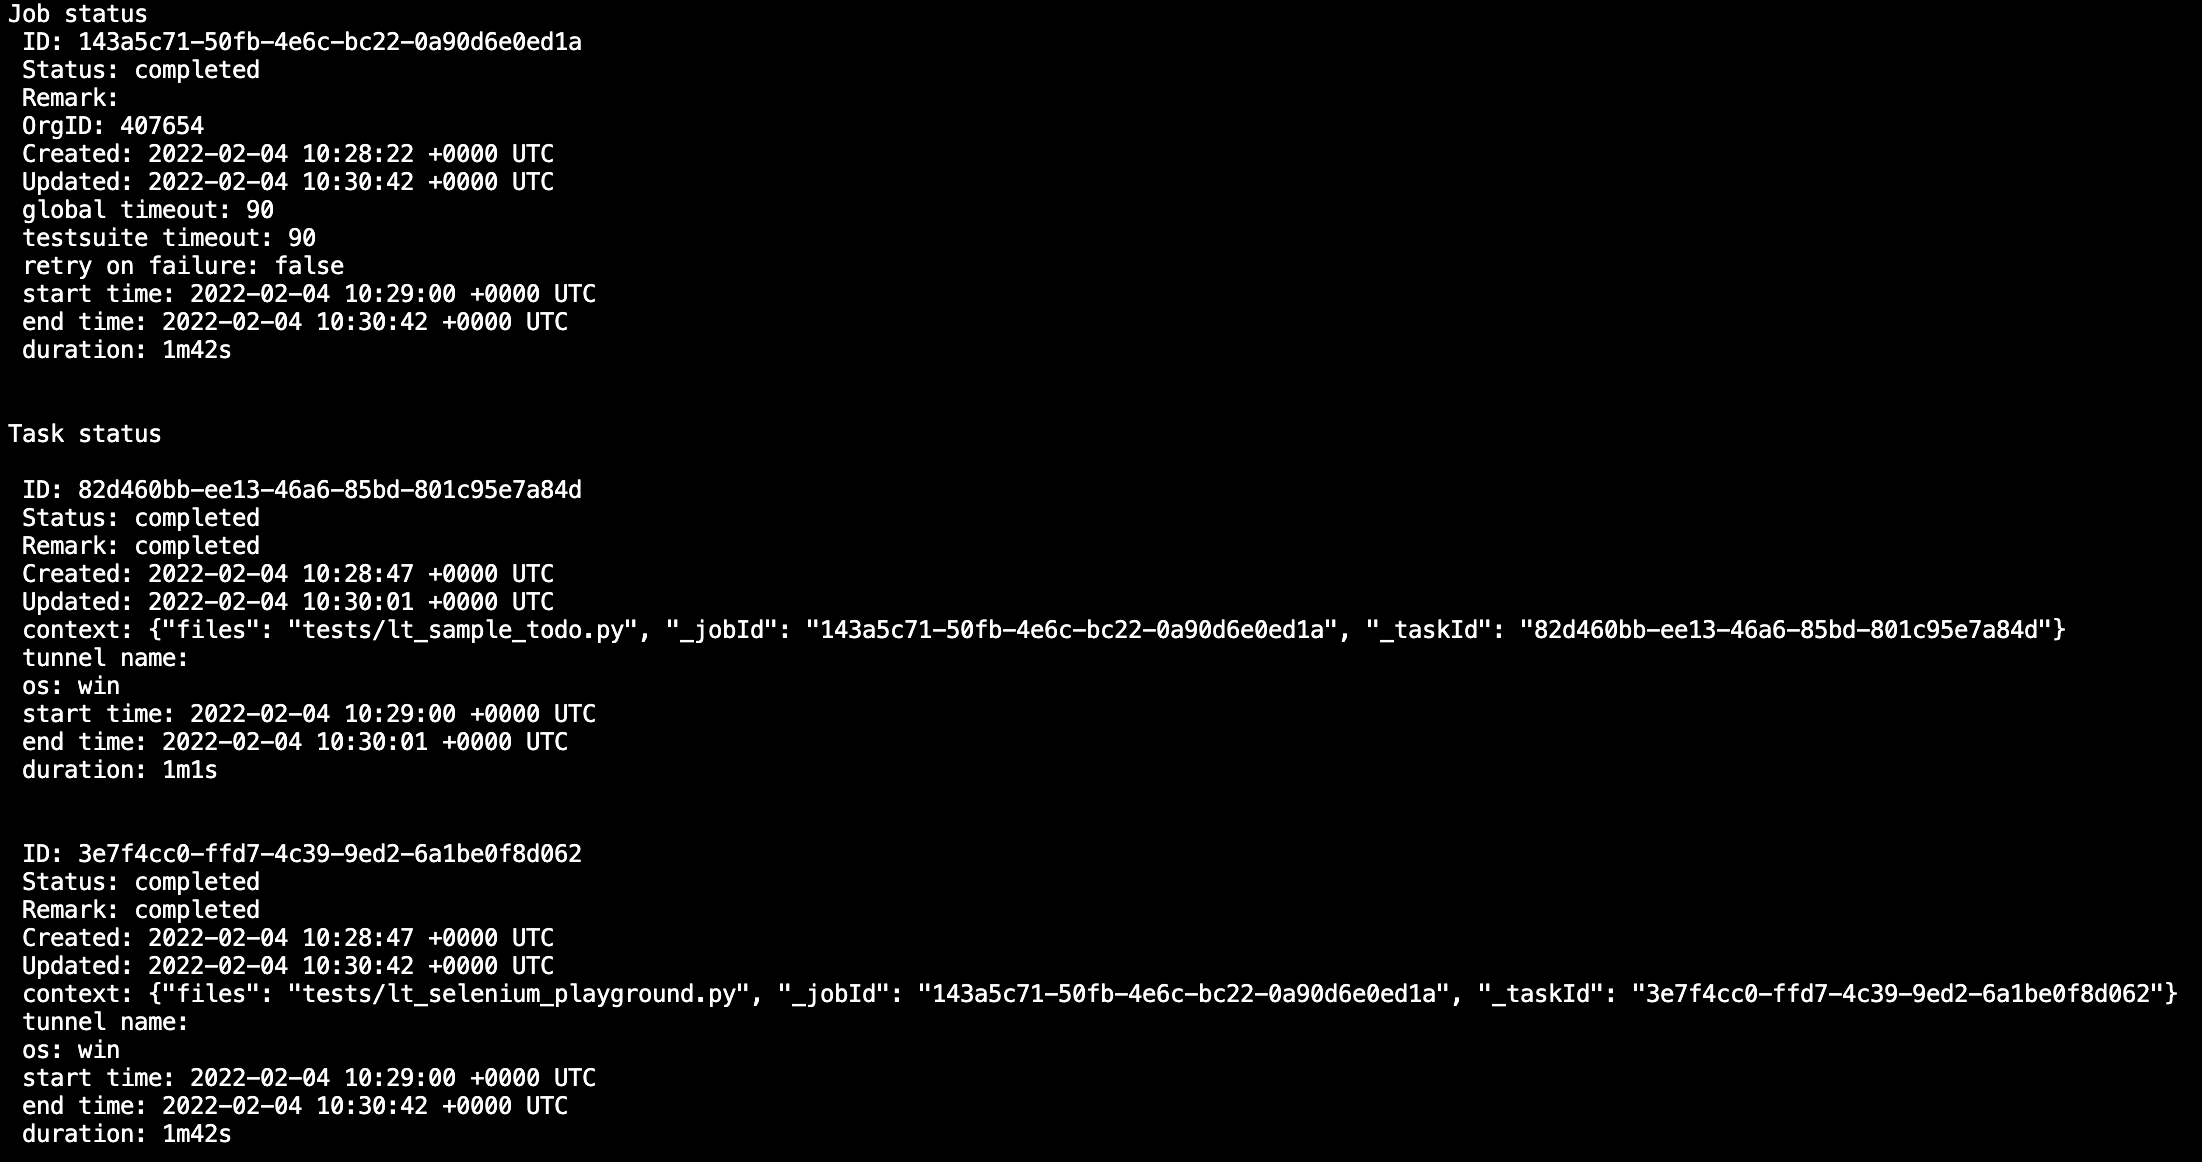 Job status
ID: 143a5c71-50fb-4e6c-bc22-0a90d6e0ed1a
Status: completed
Remark:
OrgID: 407654
Created: 2022-02-04 10:28:22 +0000 UTC
Updated: 2022-02-04 10:30:42 +0000 UTC
global timeout: 90
testsuite timeout: 90
retry on failure: false
start time: 2022-02-04 10:29:00 +0000 UTC
end time: 2022-02-04 10:30:42 +0000 UTC
duration: 1m42s
Task status
ID: 82d460bb-ee13-46a6-85bd-801c95e7a84d
Status: completed
Remark: completed
Created: 2022-02-04 10:28:47 +0000 UTC
Updated: 2022-02-04 10:30:01 +0000 UTC
context: {"files": "tests/lt_sample_todo.py", "_jobId": "143a5c71-50fb-4e6c-bc22-0a90d6e0ed1a", "_taskId": "82d460bb-ee13-46a6-85bd-801c95e7a84d"}
tunnel name:
os: win
start time: 2022-02-04 10:29:00 +0000 UTC
end time: 2022-02-04 10:30:01 +0000 UTC
duration: 1m1s
ID: 3e7f4cc0-ffd7-4c39-9ed2-6a1be0f8d062
Status: completed
Remark: completed
Created: 2022-02-04 10:28:47 +0000 UTC
Updated: 2022-02-04 10:30:42 +0000 UTC
context: {"files": "tests/lt_selenium_playground.py", "_jobId": "143a5c71-50fb-4e6c-bc22-0a90d6e0ed1a", "_taskId": "3e7f4cc0-ffd7-4c39-9ed2-6a1be0f8d062"}
tunnel name:
os: win
start time: 2022-02-04 10:29:00 +0000 UTC
end time: 2022-02-04 10:30:42 +0000 UTC
duration: 1m42s